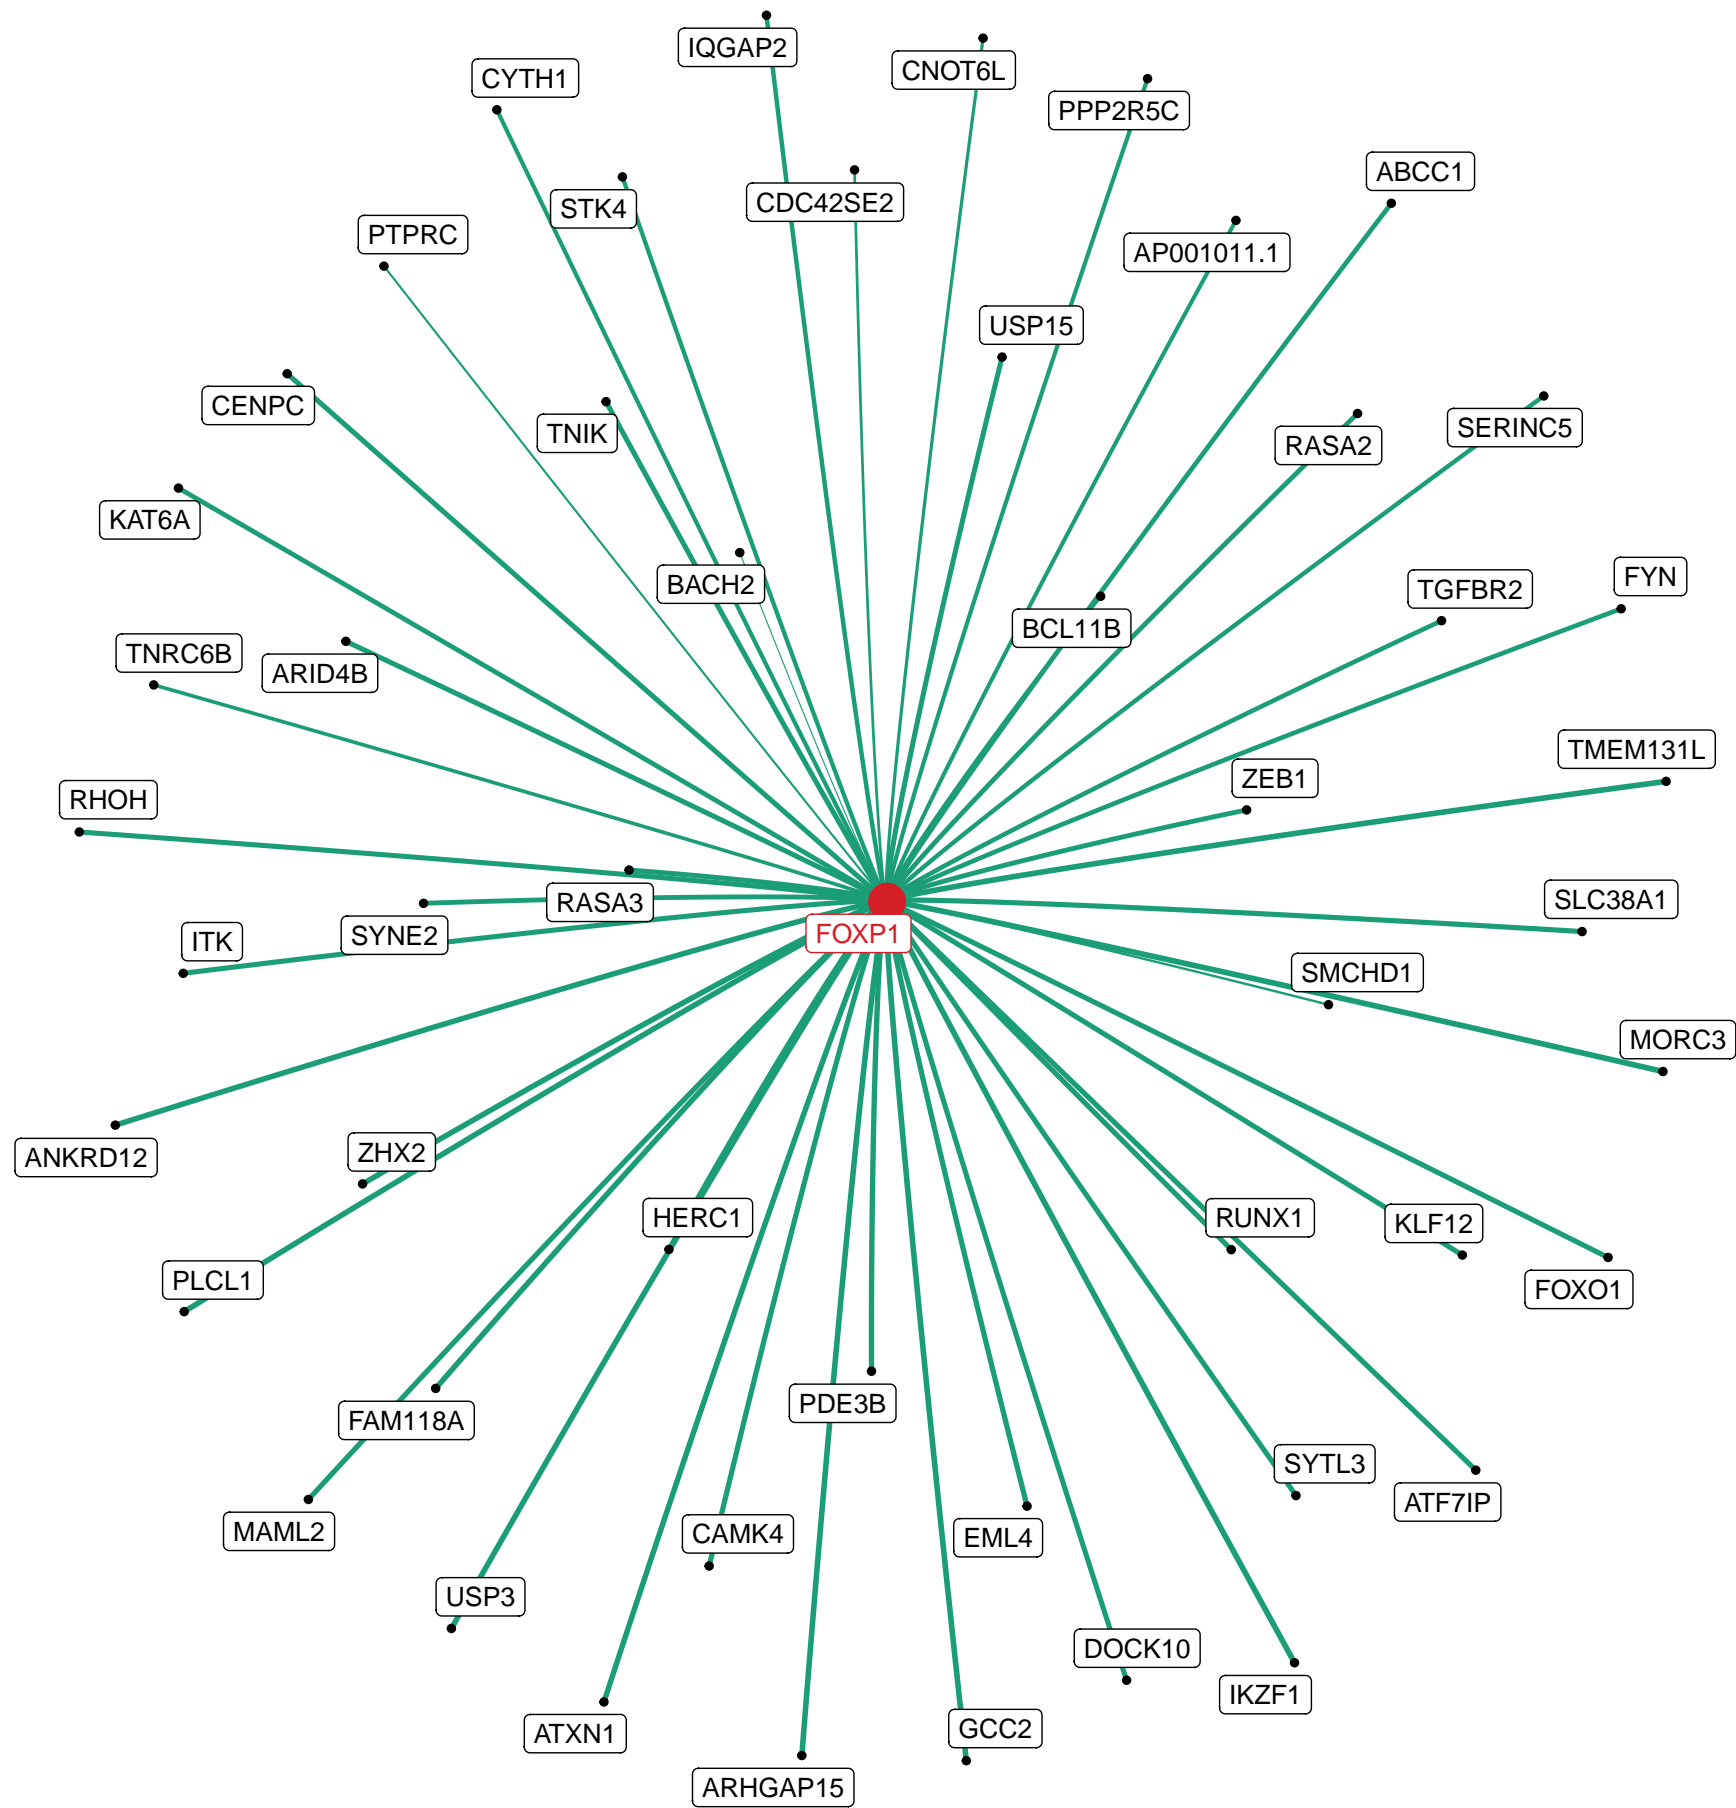 IQGAP2
CNOT6L
CYTH1
PPP2R5C
ABCC1
CDC42SE2
STK4
PTPRC
AP001011.1
USP15
CENPC
SERINC5
TNIK
RASA2
KAT6A
FYN
BACH2
TGFBR2
BCL11B
TNRC6B
ARID4B
TMEM131L
ZEB1
RHOH
SLC38A1
RASA3
FOXP1
SYNE2
ITK
SMCHD1
MORC3
ZHX2
ANKRD12
HERC1
RUNX1
KLF12
PLCL1
FOXO1
PDE3B
FAM118A
SYTL3
ATF7IP
MAML2
CAMK4
EML4
USP3
DOCK10
IKZF1
GCC2
ATXN1
ARHGAP15